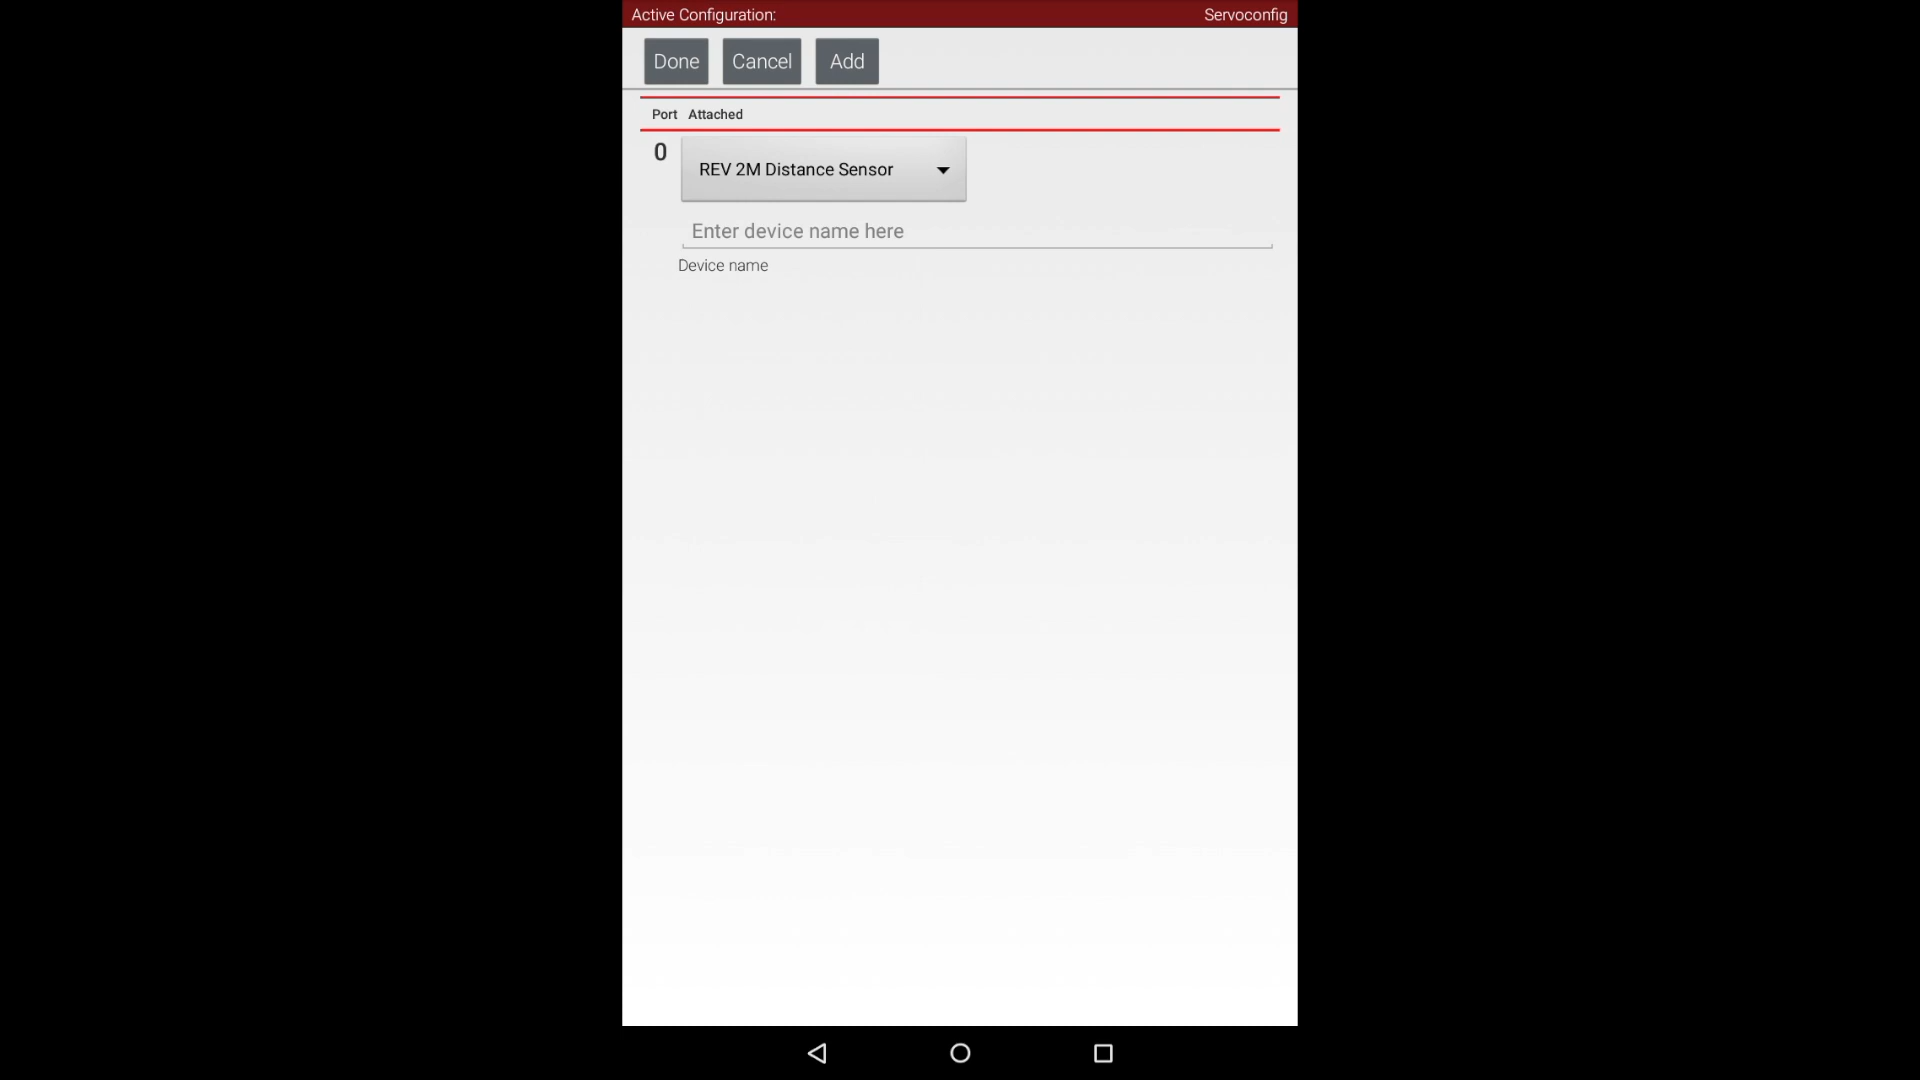 Active Configuration: Servoconfig
Done Cancel Add
Port Attached
0 REV 2M Distance Sensor
Enter device name here
Device name